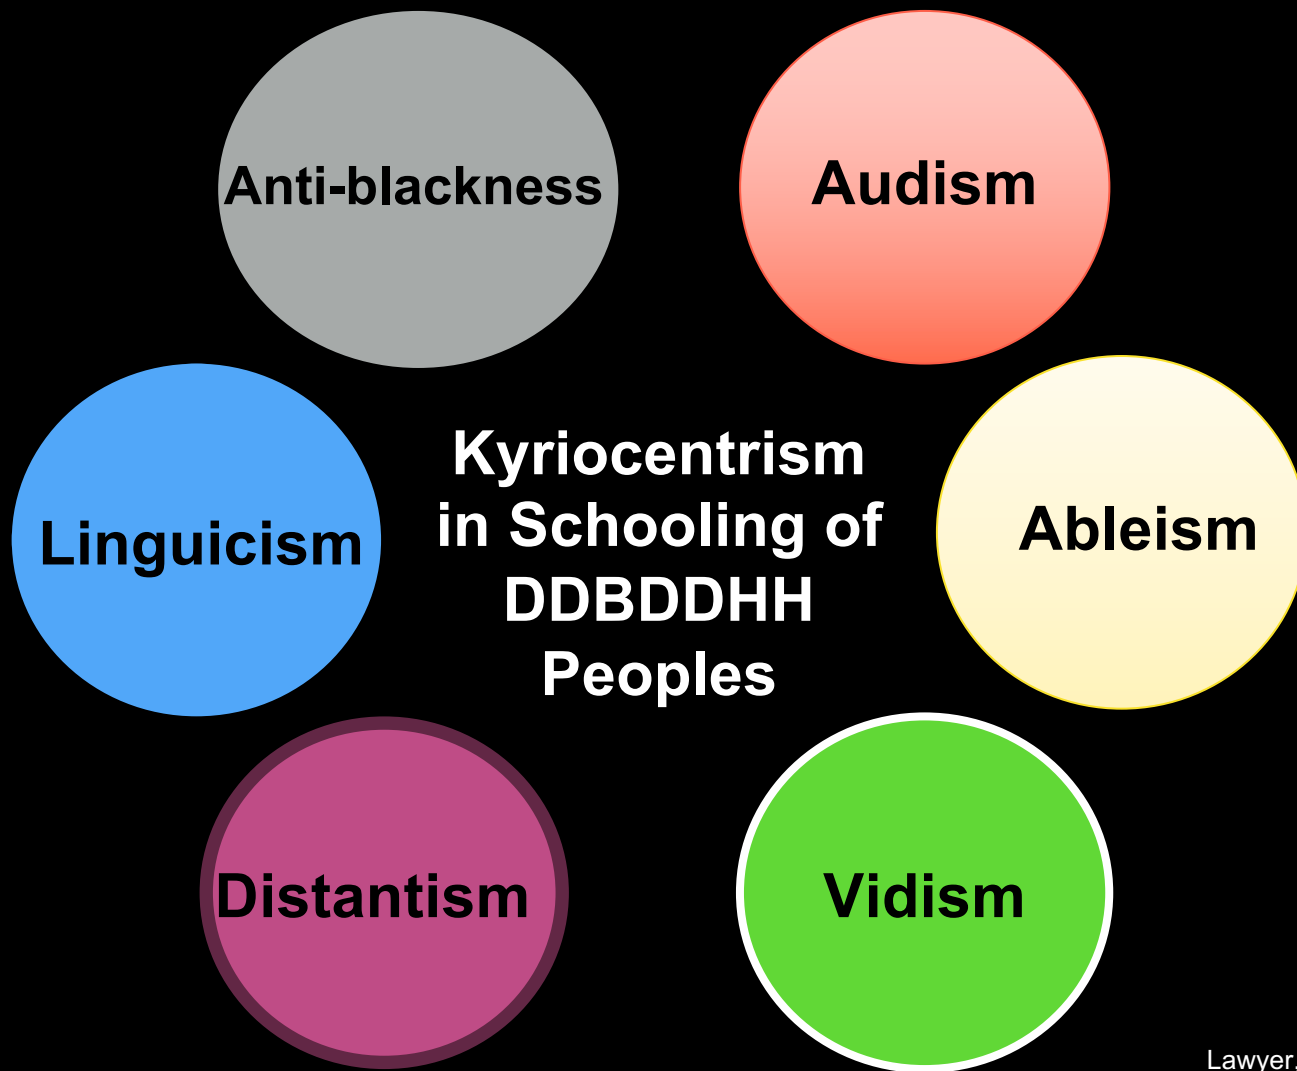 Anti-blackness
Audism
Linguicism
Kyriocentrism
in Schooling of
DDBDDHH
Peoples
Ableism
Distantism
Vidism
Lawyer.